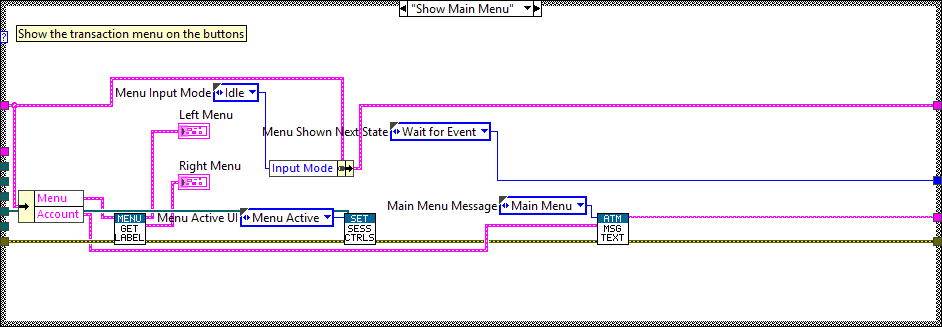 "Show Main Menu"
?
Show the transaction menu on the buttons
Menu Input Mode
Idle
Left Menu
Menu Shown Next State
Wait for Event
Right Menu
Input Mode
Menu
Account
MENU
GET
LABEL
Menu Active UI
Menu Active
SET
SESS
CTRLS
Main Menu Message
Main Menu
ATM
MSG
TEXT